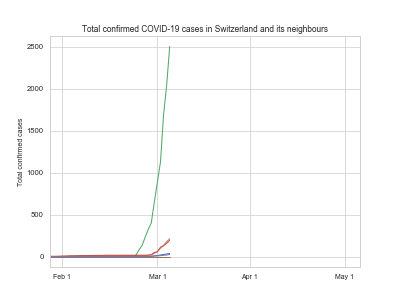 Total confirmed COVID-19 cases in Switzerland and its neighbours
2500
2000
1500
1000
500
0
Total confirmed cases
Feb 1
Mar 1
Apr 1
May 1